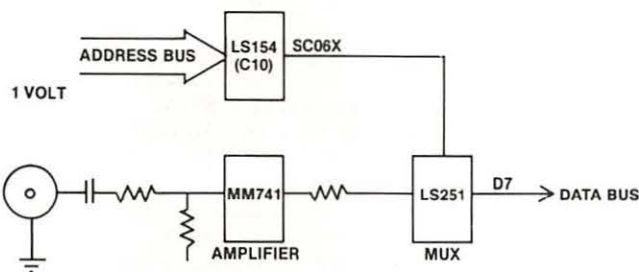 ADDRESS BUS
LS154
(C10)
SC06X
1 VOLT
MM741
AMPLIFIER
LS251
MUX
D7
DATA BUS